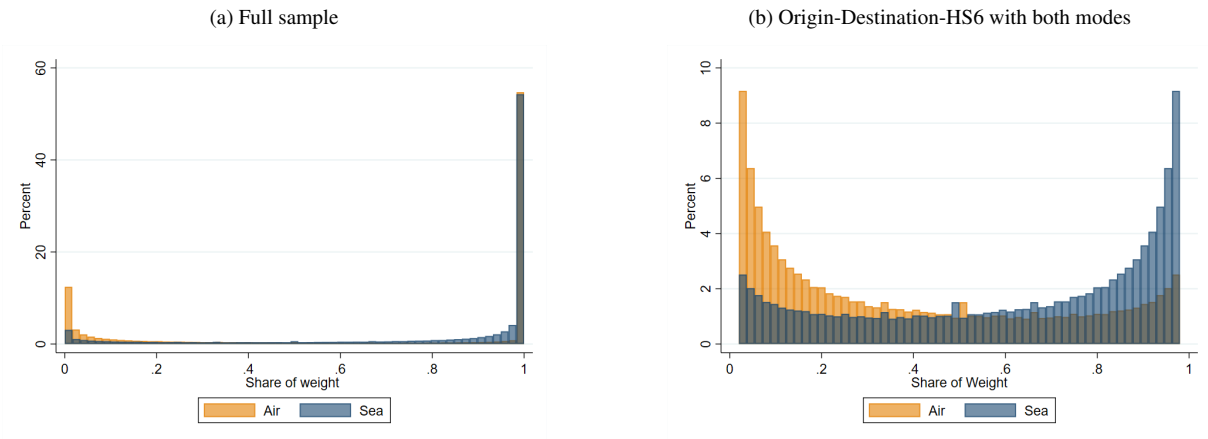 (a) Full sample
60
40
20
0
Percent
0 .2 .4 .6 .8 1
Share of weight
Air Sea
(b) Origin-Destination-HS6 with both modes
10
8
6
4
2
0
Percent
0 .2 .4 .6 .8 1
Share of Weight
Air Sea